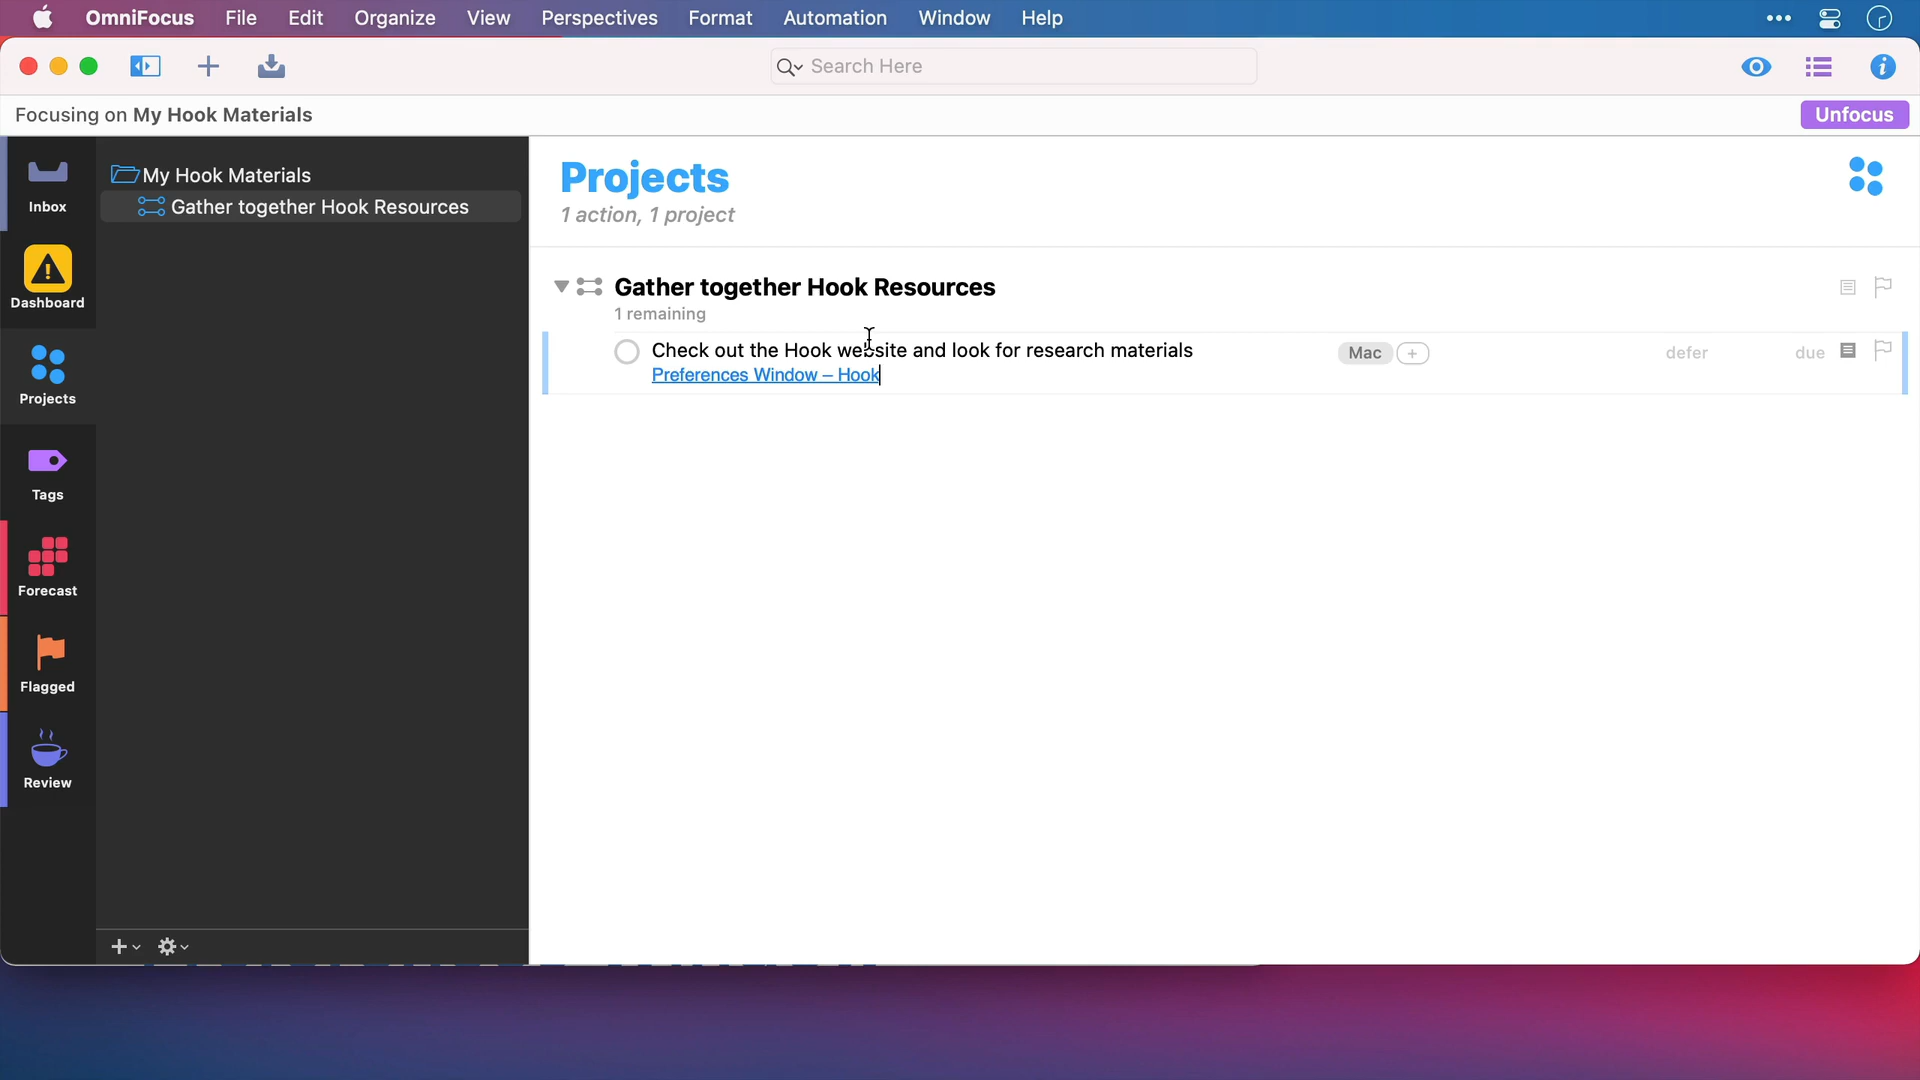 OmniFocus File Edit Organize View Perspectives Format Automation Window Help
Search Here
Focusing on My Hook Materials
Unfocus
Inbox
Dashboard
Projects
Tags
Forecast
Flagged
Review
My Hook Materials
Gather together Hook Resources
Projects
1 action, 1 project
Gather together Hook Resources
1 remaining
Check out the Hook website and look for research materials Mac defer due
Preferences Window – Hook